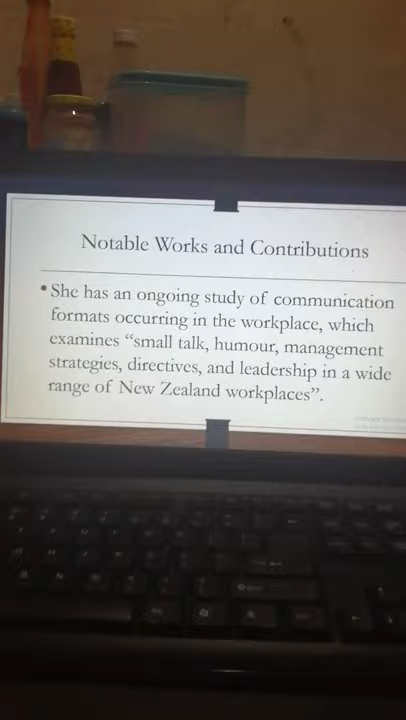 Notable Works and Contributions
• She has an ongoing study of communication
formats occurring in the workplace, which
examines “small talk, humour, management
strategies, directives, and leadership in a wide
range of New Zealand workplaces”.